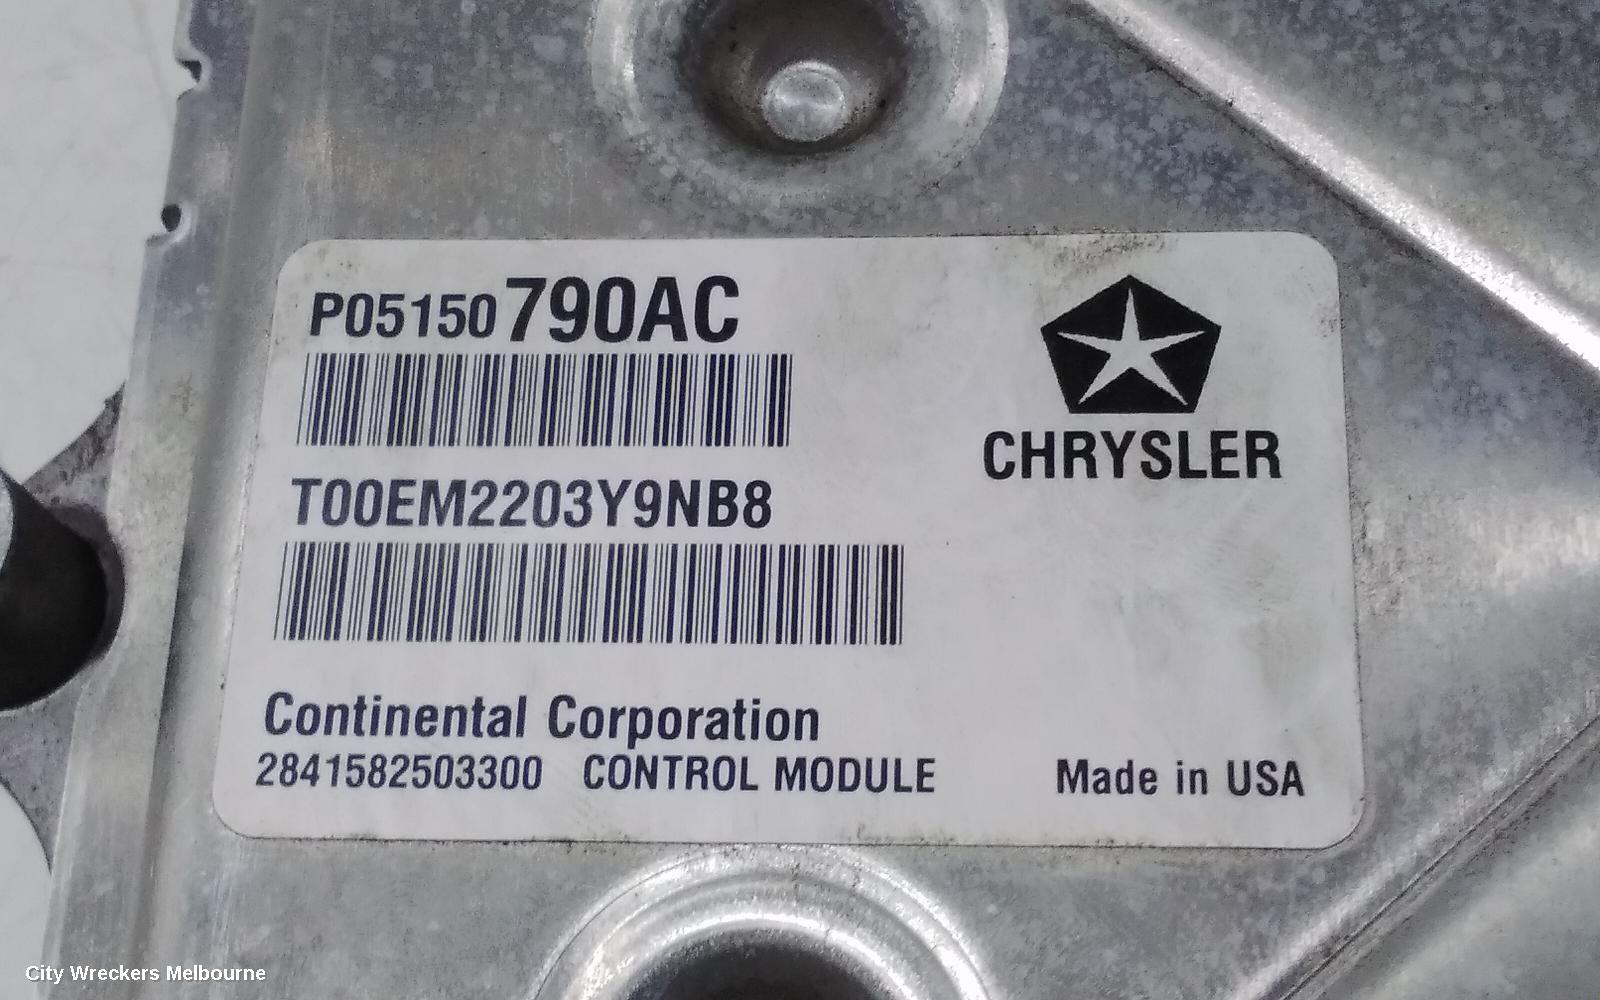 P05150790AC
CHRYSLER
T00EM2203Y9NB8
Continental Corporation
2841582503300 CONTROL MODULE Made in USA
City Wreckers Melbourne